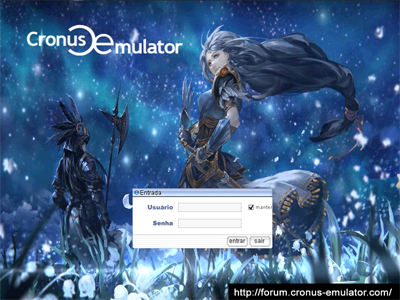 Cronus Emulator
Entrada
Usuário
manter
Senha
entrar sair
http://forum.cronus-emulator.com/